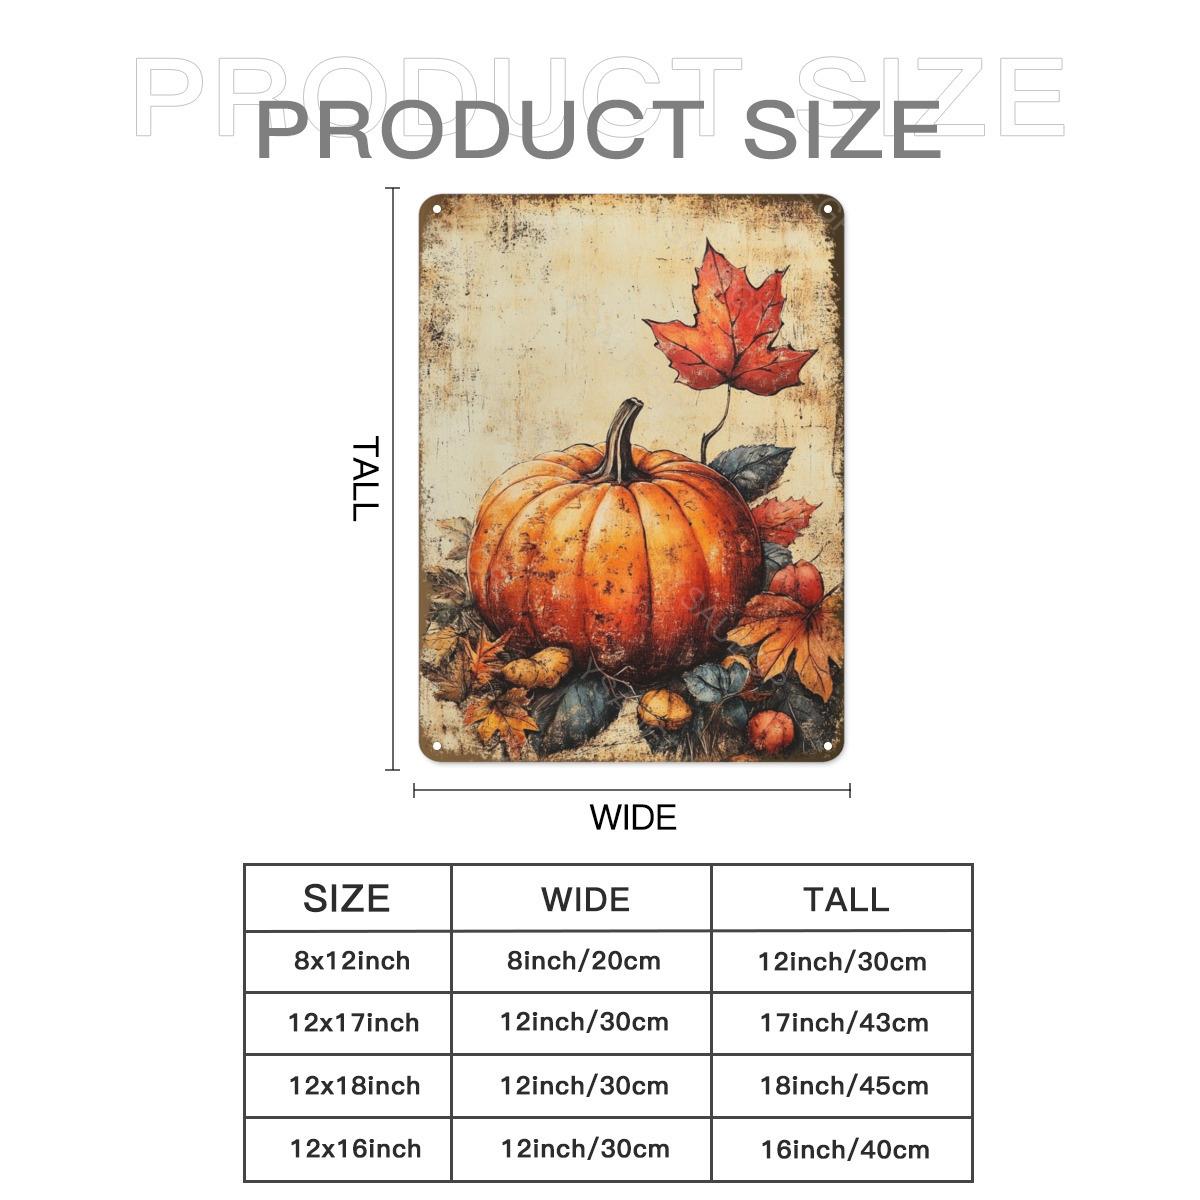 PRODUCT SIZE
PRODUCT SIZE
TALL
WIDE
SIZE WIDE TALL
8x12inch 8inch/20cm 12inch/30cm
12x17inch 12inch/30cm 17inch/43cm
12x18inch 12inch/30cm 18inch/45cm
12x16inch 12inch/30cm 16inch/40cm